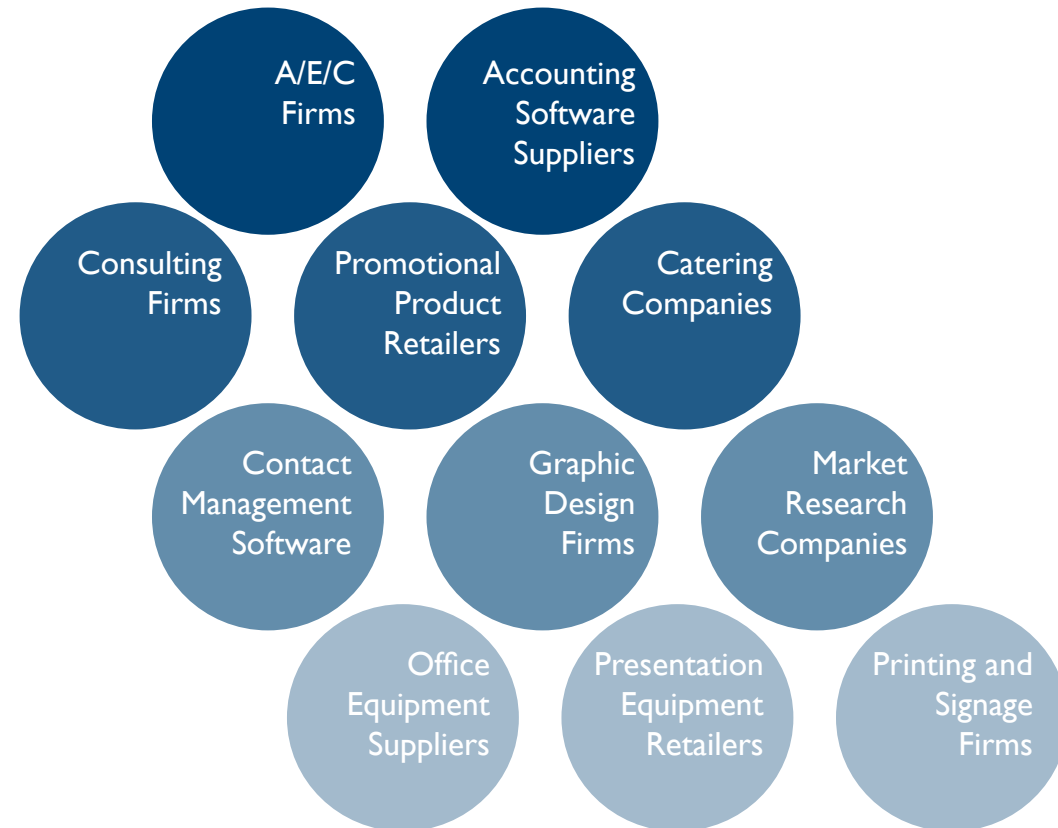 A/E/C
Firms
Accounting
Software
Suppliers
Consulting
Firms
Promotional
Product
Retailers
Catering
Companies
Contact
Management
Software
Graphic
Design
Firms
Market
Research
Companies
Office
Equipment
Suppliers
Presentation
Equipment
Retailers
Printing and
Signage
Firms